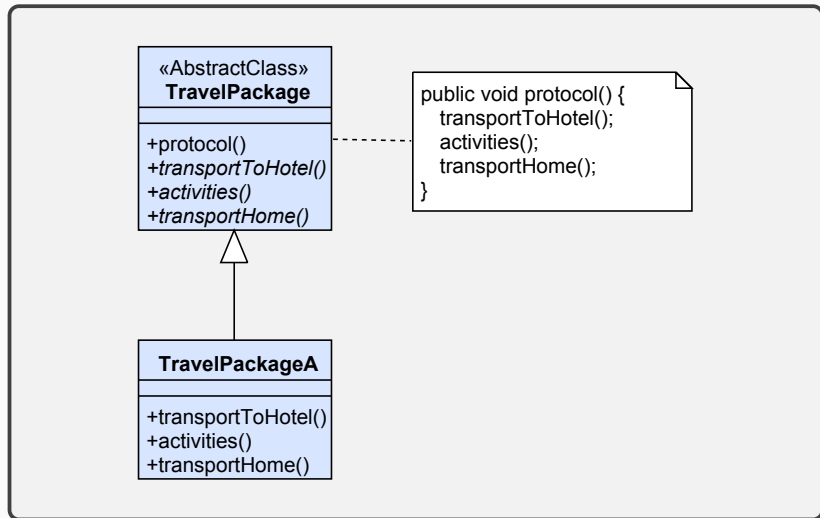 «AbstractClass»
TravelPackage
+protocol()
+transportToHotel()
+activities()
+transportHome()
public void protocol() {
transportToHotel();
activities();
transportHome();
}
TravelPackageA
+transportToHotel()
+activities()
+transportHome()